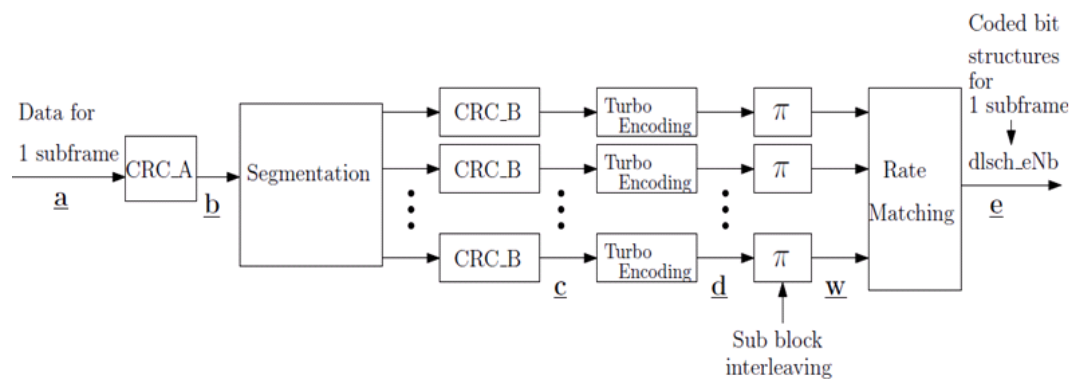 Coded bit
structures
for
1 subframe
Data for
1 subframe
a
CRC_A
b
Segmentation
CRC_B
Turbo
Encoding
π
CRC_B
Turbo
Encoding
π
CRC_B
Turbo
Encoding
π
c
d
w
Rate
Matching
dlsch_eNb
e
Sub block
interleaving